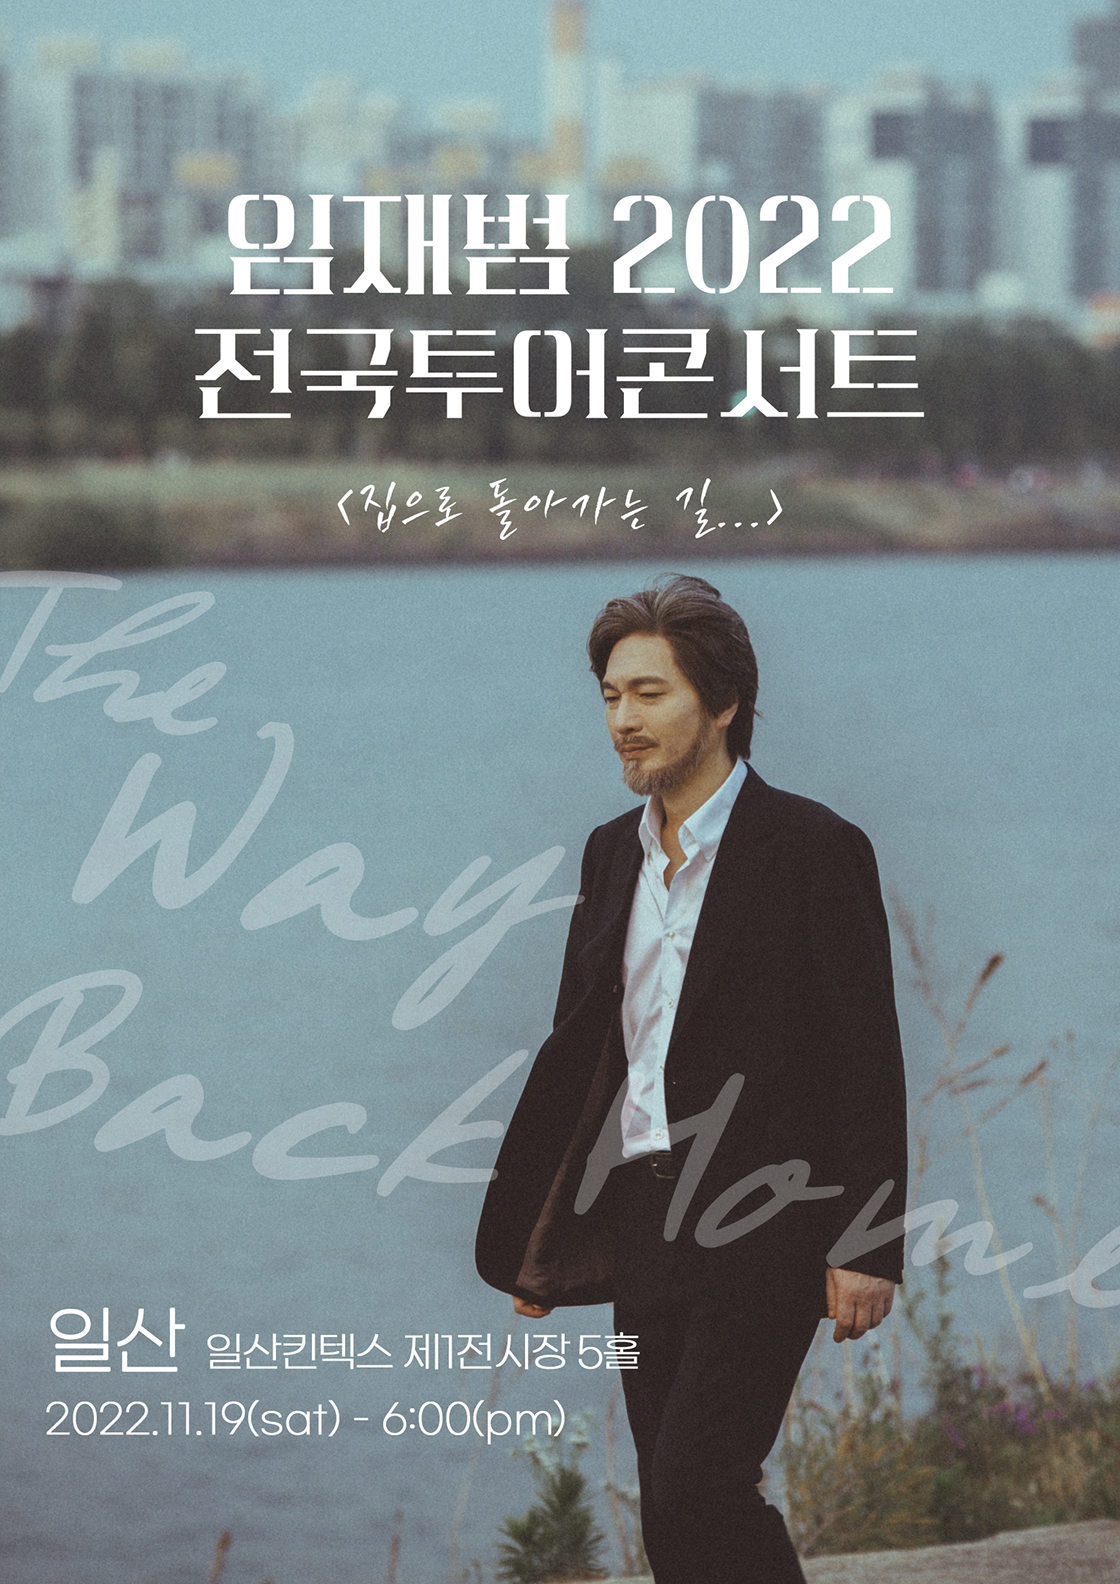 임재범 2022
전국투어콘서트
<집으로 돌아가는 길...>
The
Way
Back Home
일산 일산킨텍스 제1전시장 5홀
2022.11.19(sat) - 6:00(pm)